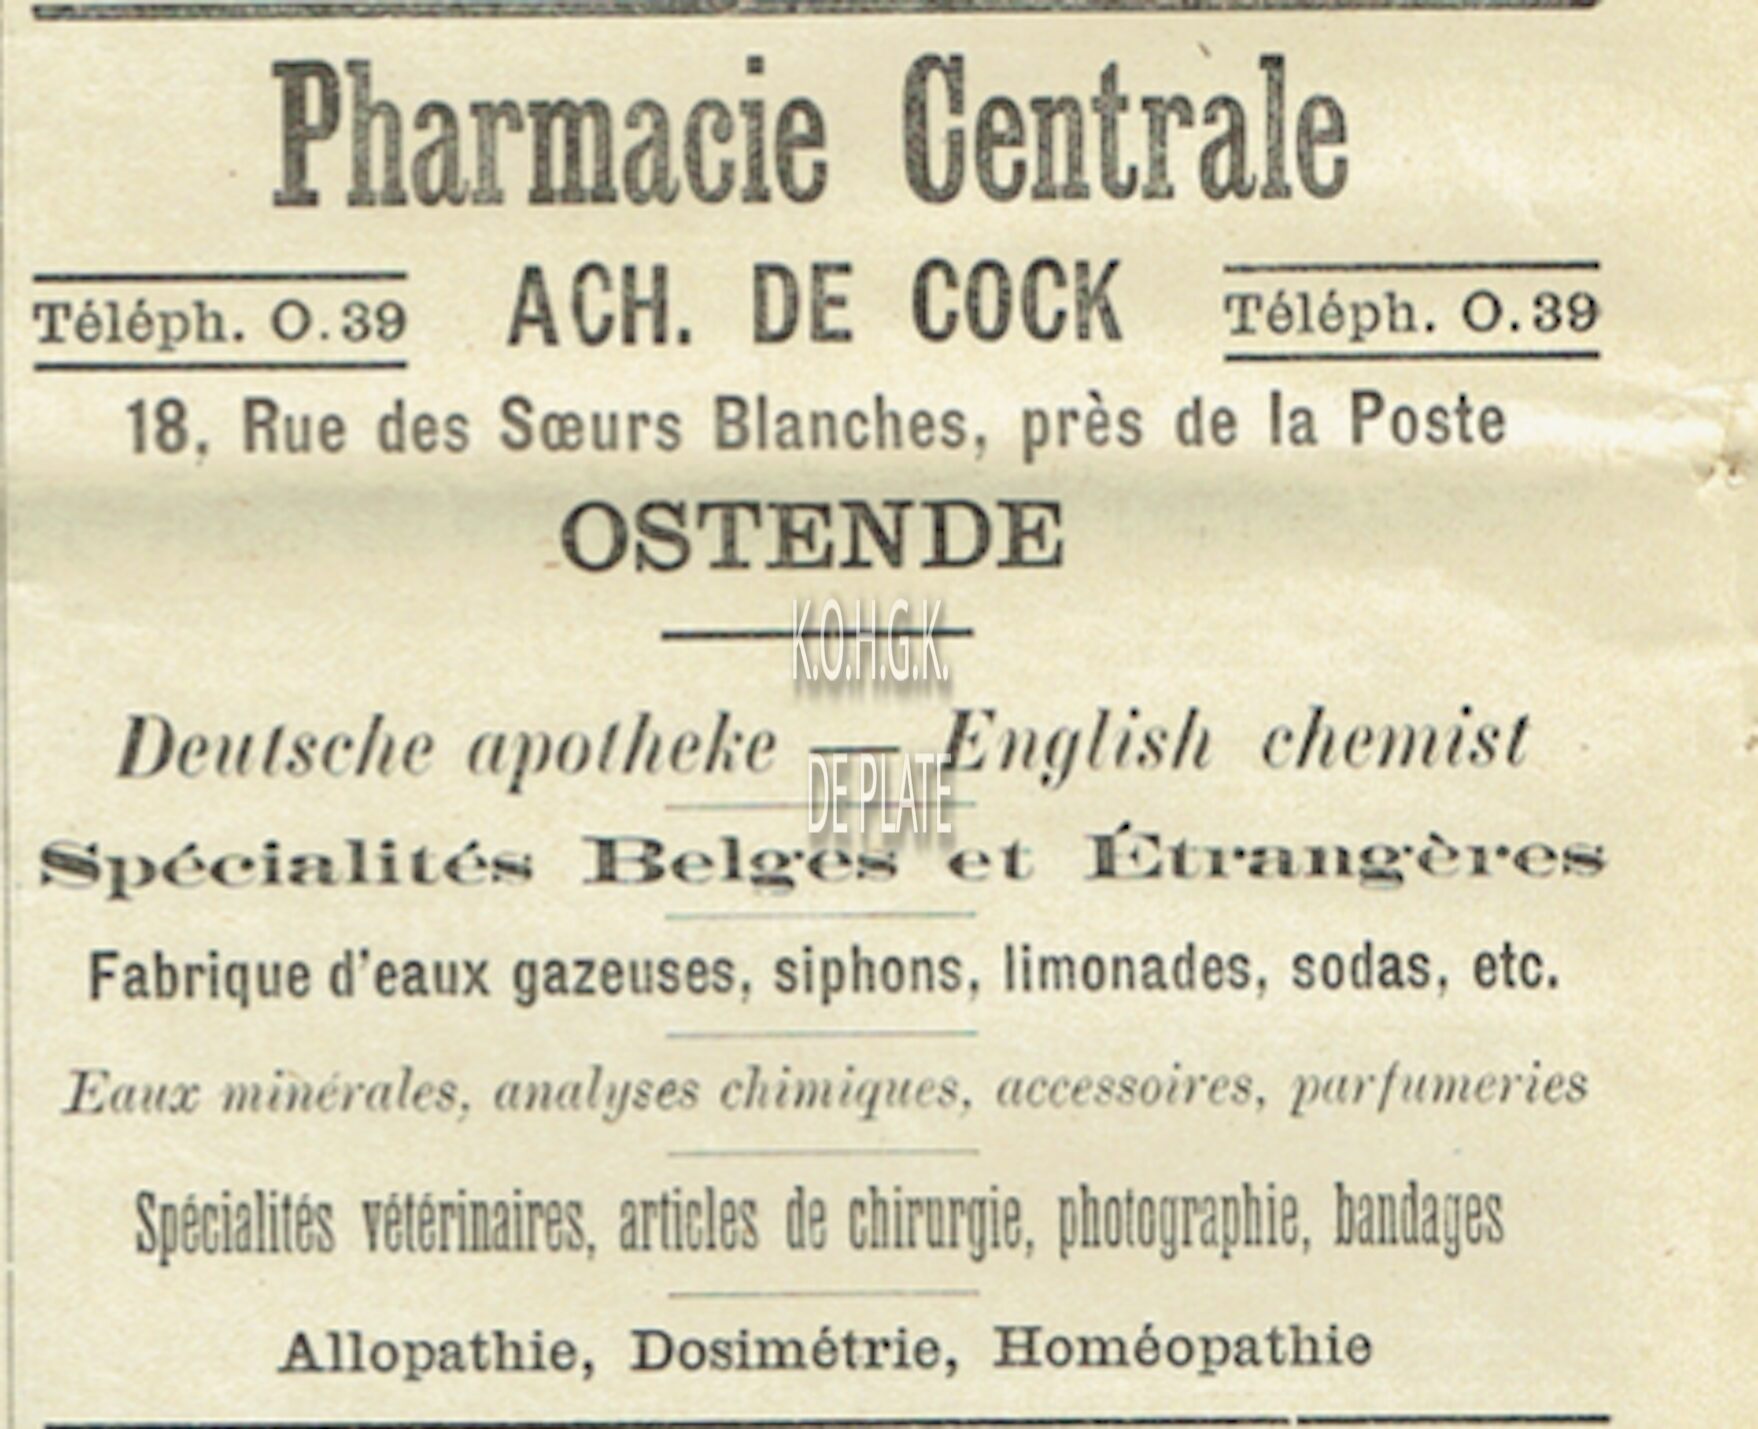 Pharmacie Centrale
Téléph. O.39 ACH. DE COCK Téléph. O.39
18, Rue des Sœurs Blanches, près de la Poste
OSTENDE
K.O.H.G.K.
Deutsche apotheke — English chemist
DE PLATE
Spécialités Belges et Étrangères
Fabrique d'eaux gazeuses, siphons, limonades, sodas, etc.
Eaux minérales, analyses chimiques, accessoires, parfumeries
Spécialités vétérinaires, articles de chirurgie, photographie, bandages
Allopathie, Dosimétrie, Homéopathie